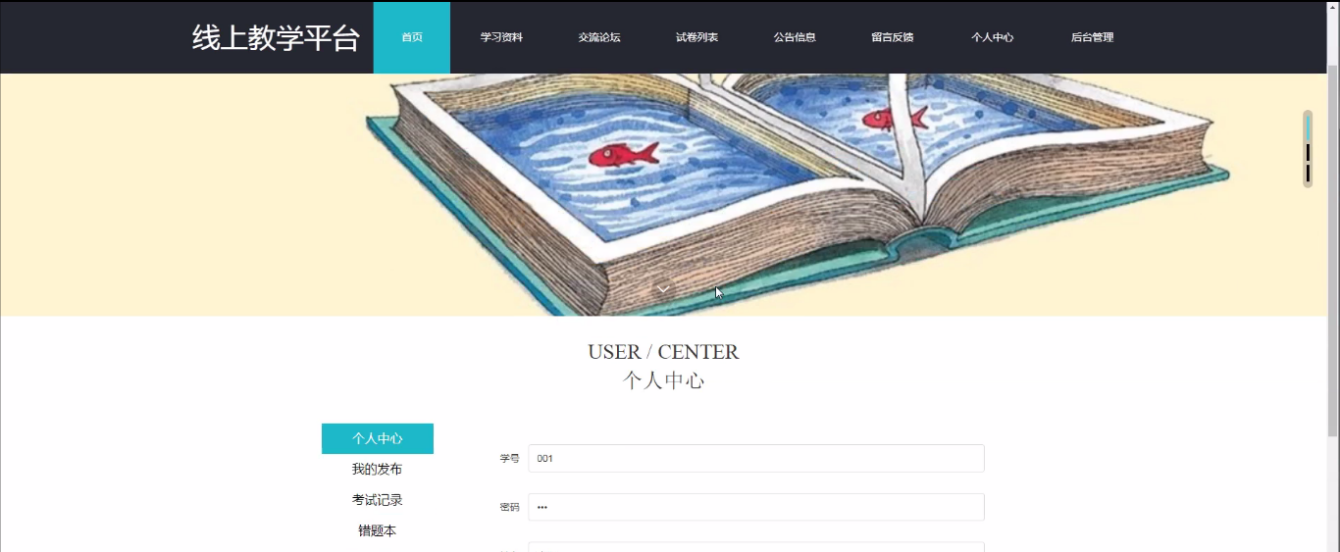 线上教学平台 首页 学习资料 交流论坛 试卷列表 公告信息 留言反馈 个人中心 后台管理
USER / CENTER
个人中心
个人中心
我的发布
考试记录
错题本
学号 001
密码 •••